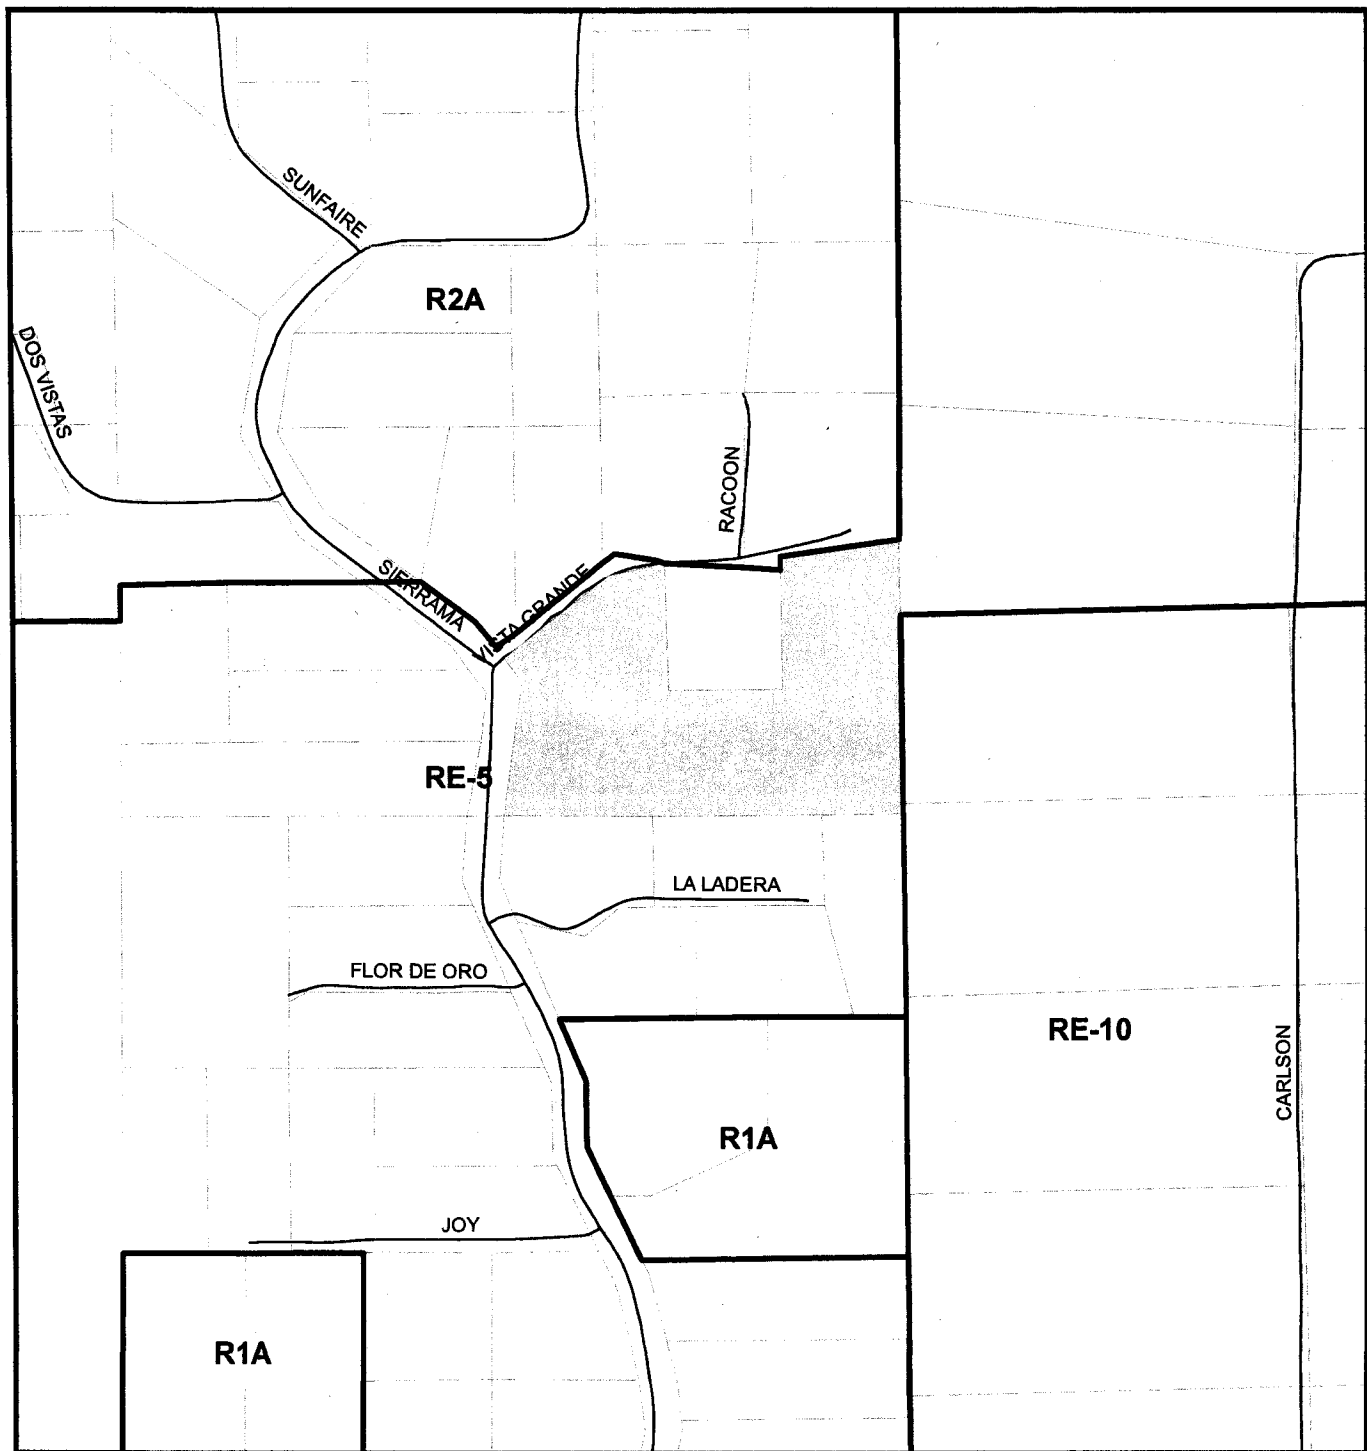 SUNFAIRE
R2A
DOS VISTAS
RACOON
SIERRAMA
VISTA GRANDE
RE-5
LA LADERA
FLOR DE ORO
RE-10
CARLSON
R1A
JOY
R1A